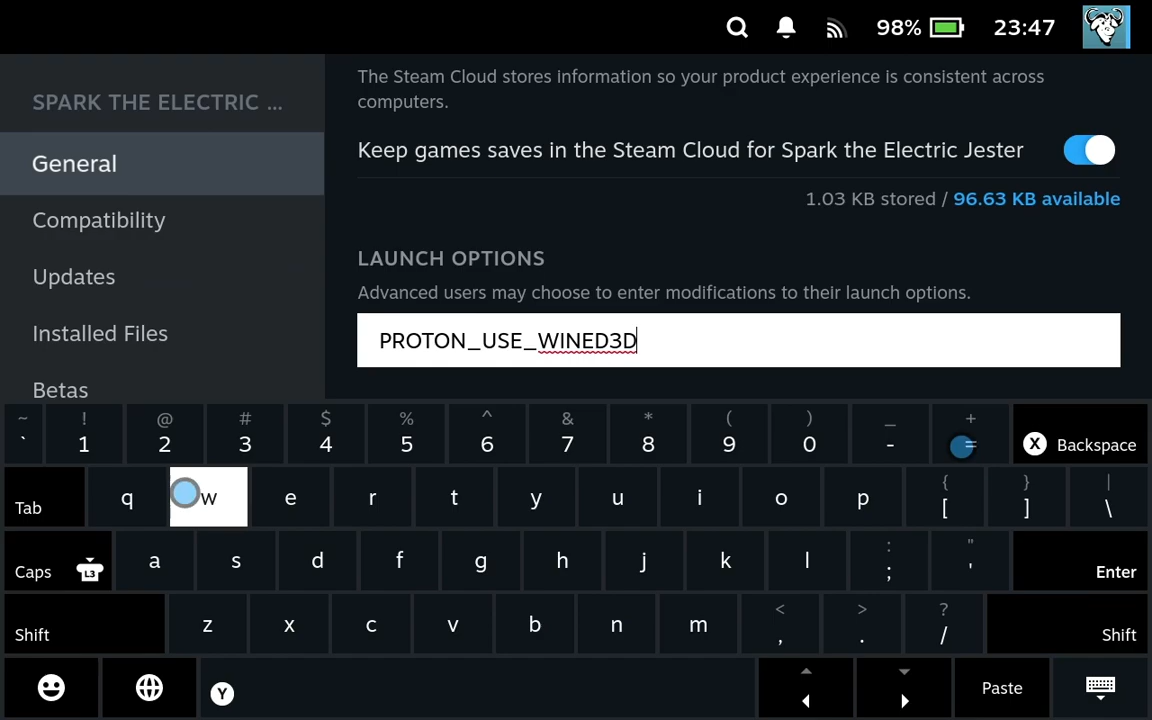 98% 23:47
SPARK THE ELECTRIC ...
General
Compatibility
Updates
Installed Files
Betas
The Steam Cloud stores information so your product experience is consistent across
computers.
Keep games saves in the Steam Cloud for Spark the Electric Jester
1.03 KB stored / 96.63 KB available
LAUNCH OPTIONS
Advanced users may choose to enter modifications to their launch options.
PROTON_USE_WINED3D
~ ! @ # $ % ^ & * ( ) _ +
` 1 2 3 4 5 6 7 8 9 0 - = X Backspace
{ } |
Tab q w e r t y u i o p [ ] \
: "
Caps L3 a s d f g h j k l ; ' Enter
< > ?
Shift z x c v b n m , . / Shift
Y Paste